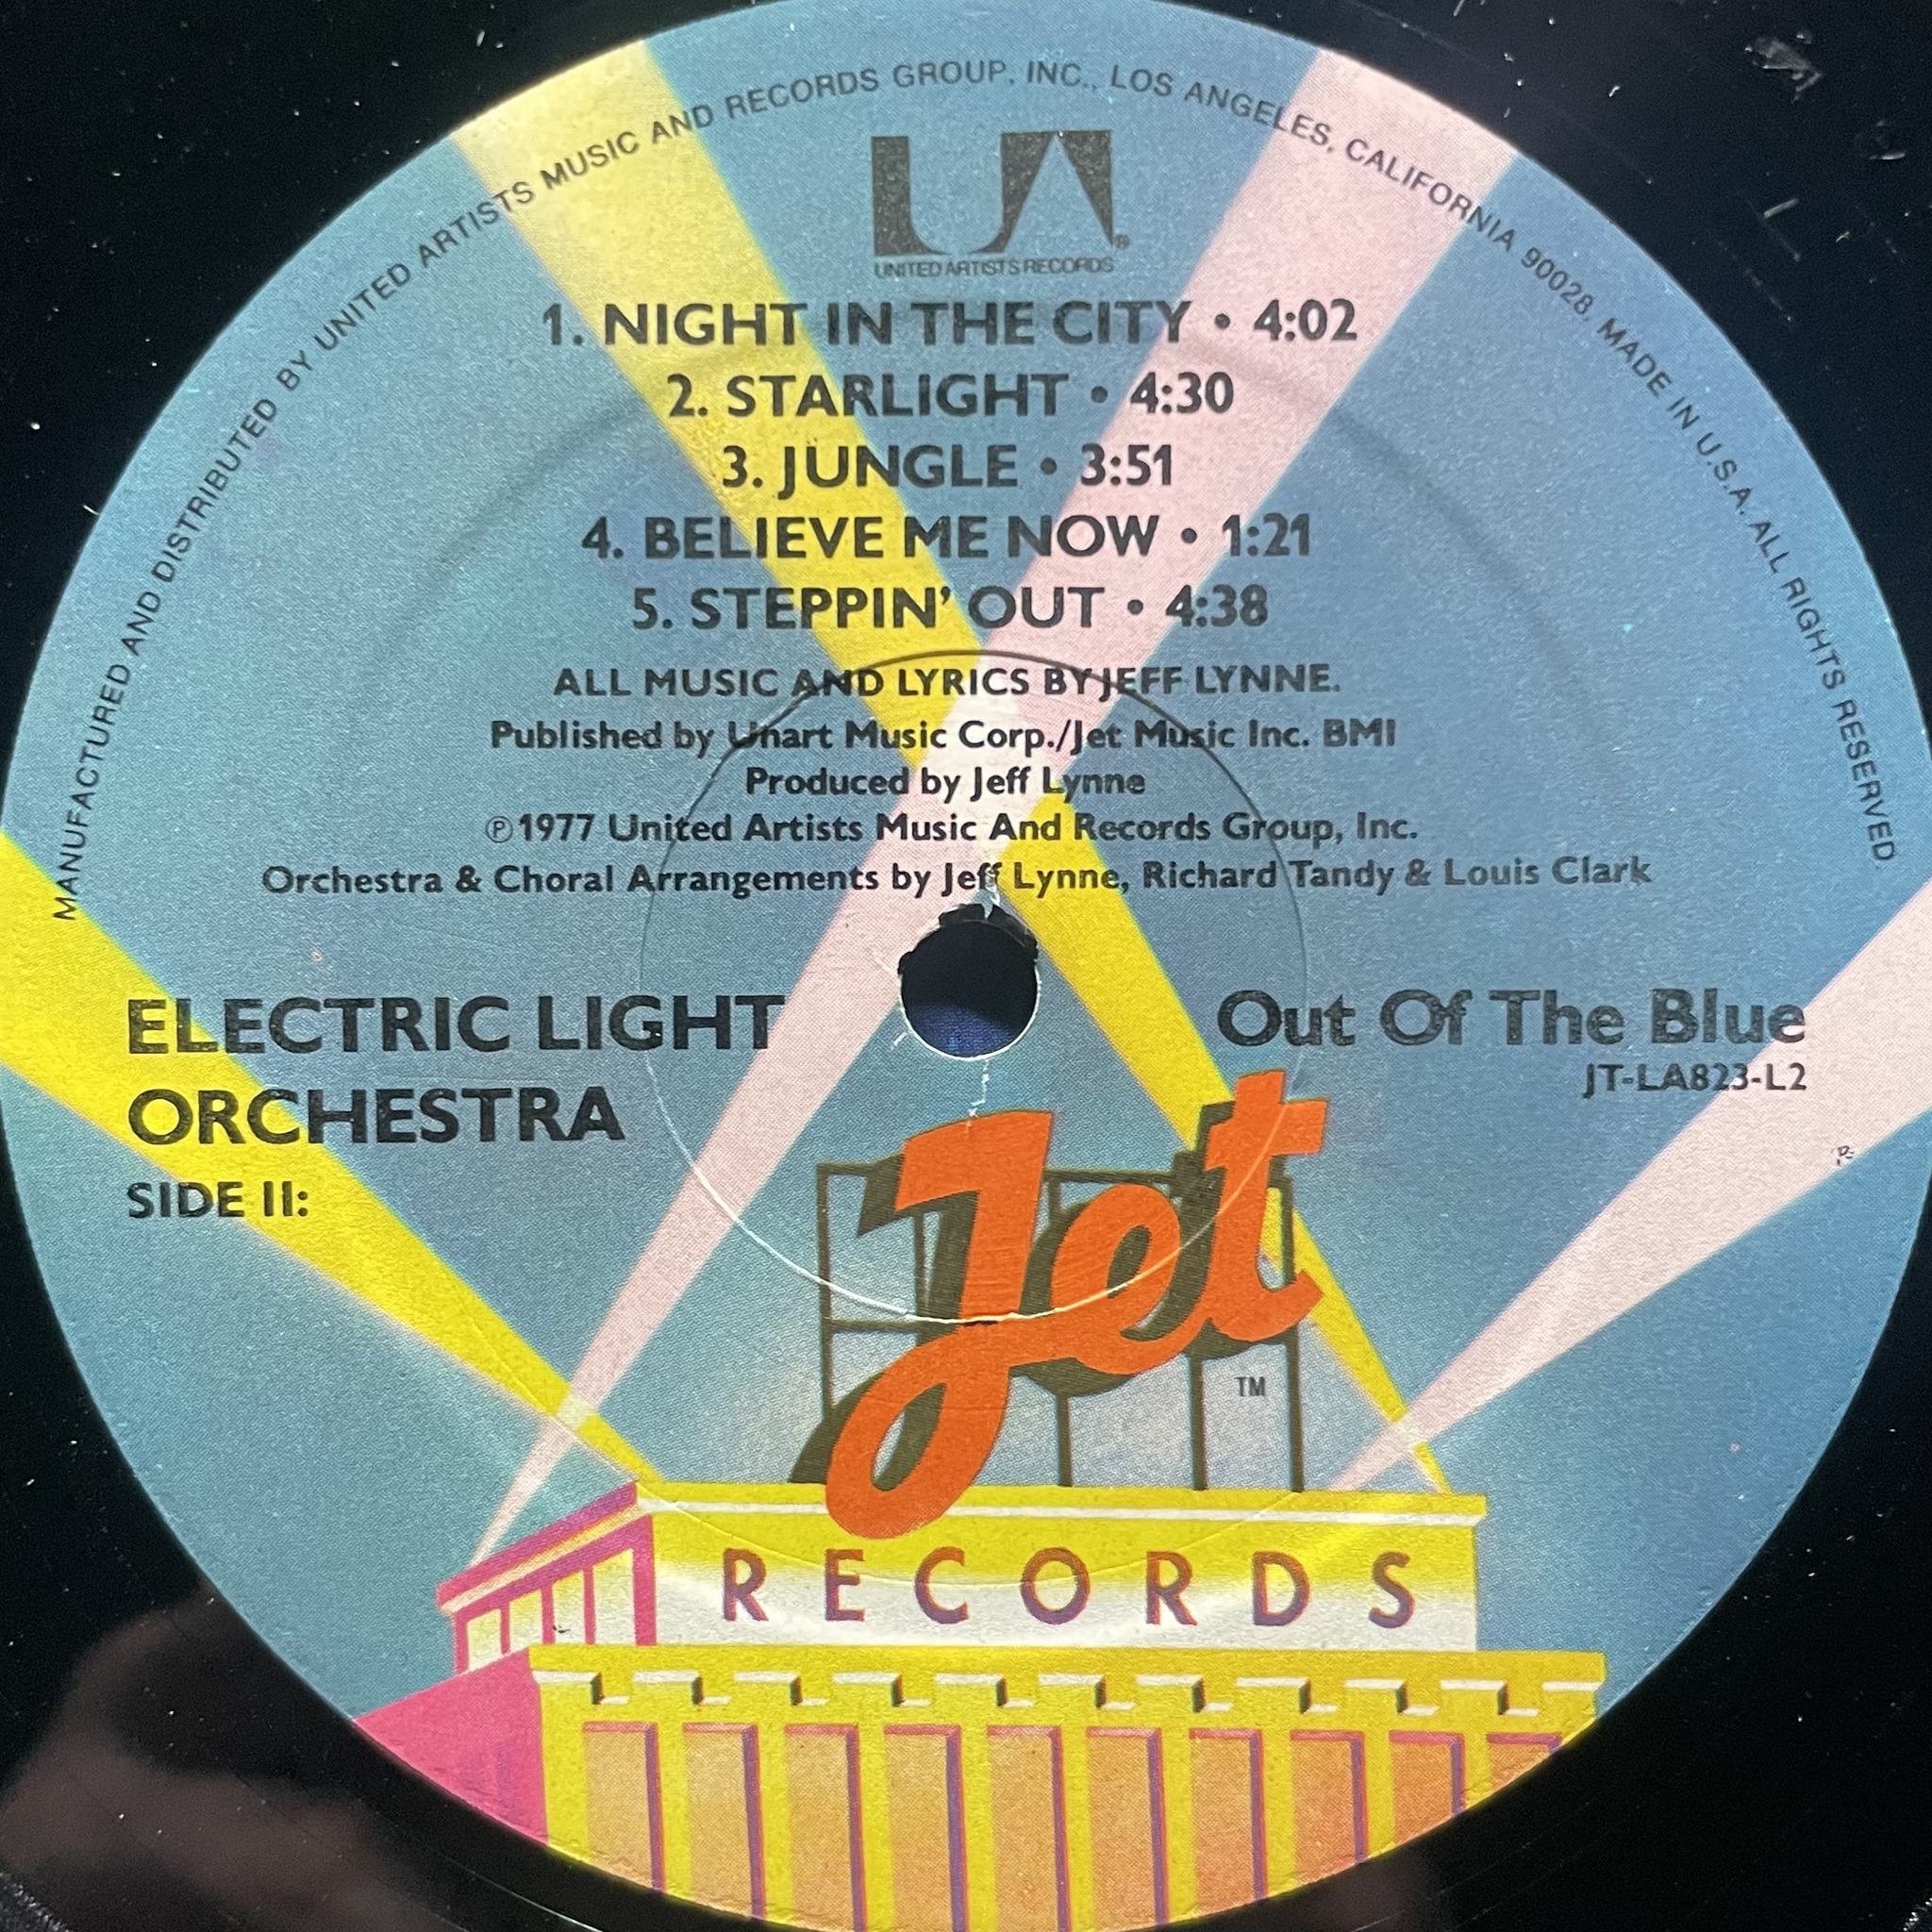 MANUFACTURED AND DISTRIBUTED BY UNITED ARTISTS MUSIC AND RECORDS GROUP, INC., LOS ANGELES, CALIFORNIA 90028. MADE IN U.S.A. ALL RIGHTS RESERVED.
UA®
UNITED ARTISTS RECORDS
1. NIGHT IN THE CITY • 4:02
2. STARLIGHT • 4:30
3. JUNGLE • 3:51
4. BELIEVE ME NOW • 1:21
5. STEPPIN' OUT • 4:38
ALL MUSIC AND LYRICS BY JEFF LYNNE.
Published by Unart Music Corp./Jet Music Inc. BMI
Produced by Jeff Lynne
℗1977 United Artists Music And Records Group, Inc.
Orchestra & Choral Arrangements by Jeff Lynne, Richard Tandy & Louis Clark
ELECTRIC LIGHT
ORCHESTRA
SIDE II:
Out Of The Blue
JT-LA823-L2
Jet
TM
RECORDS